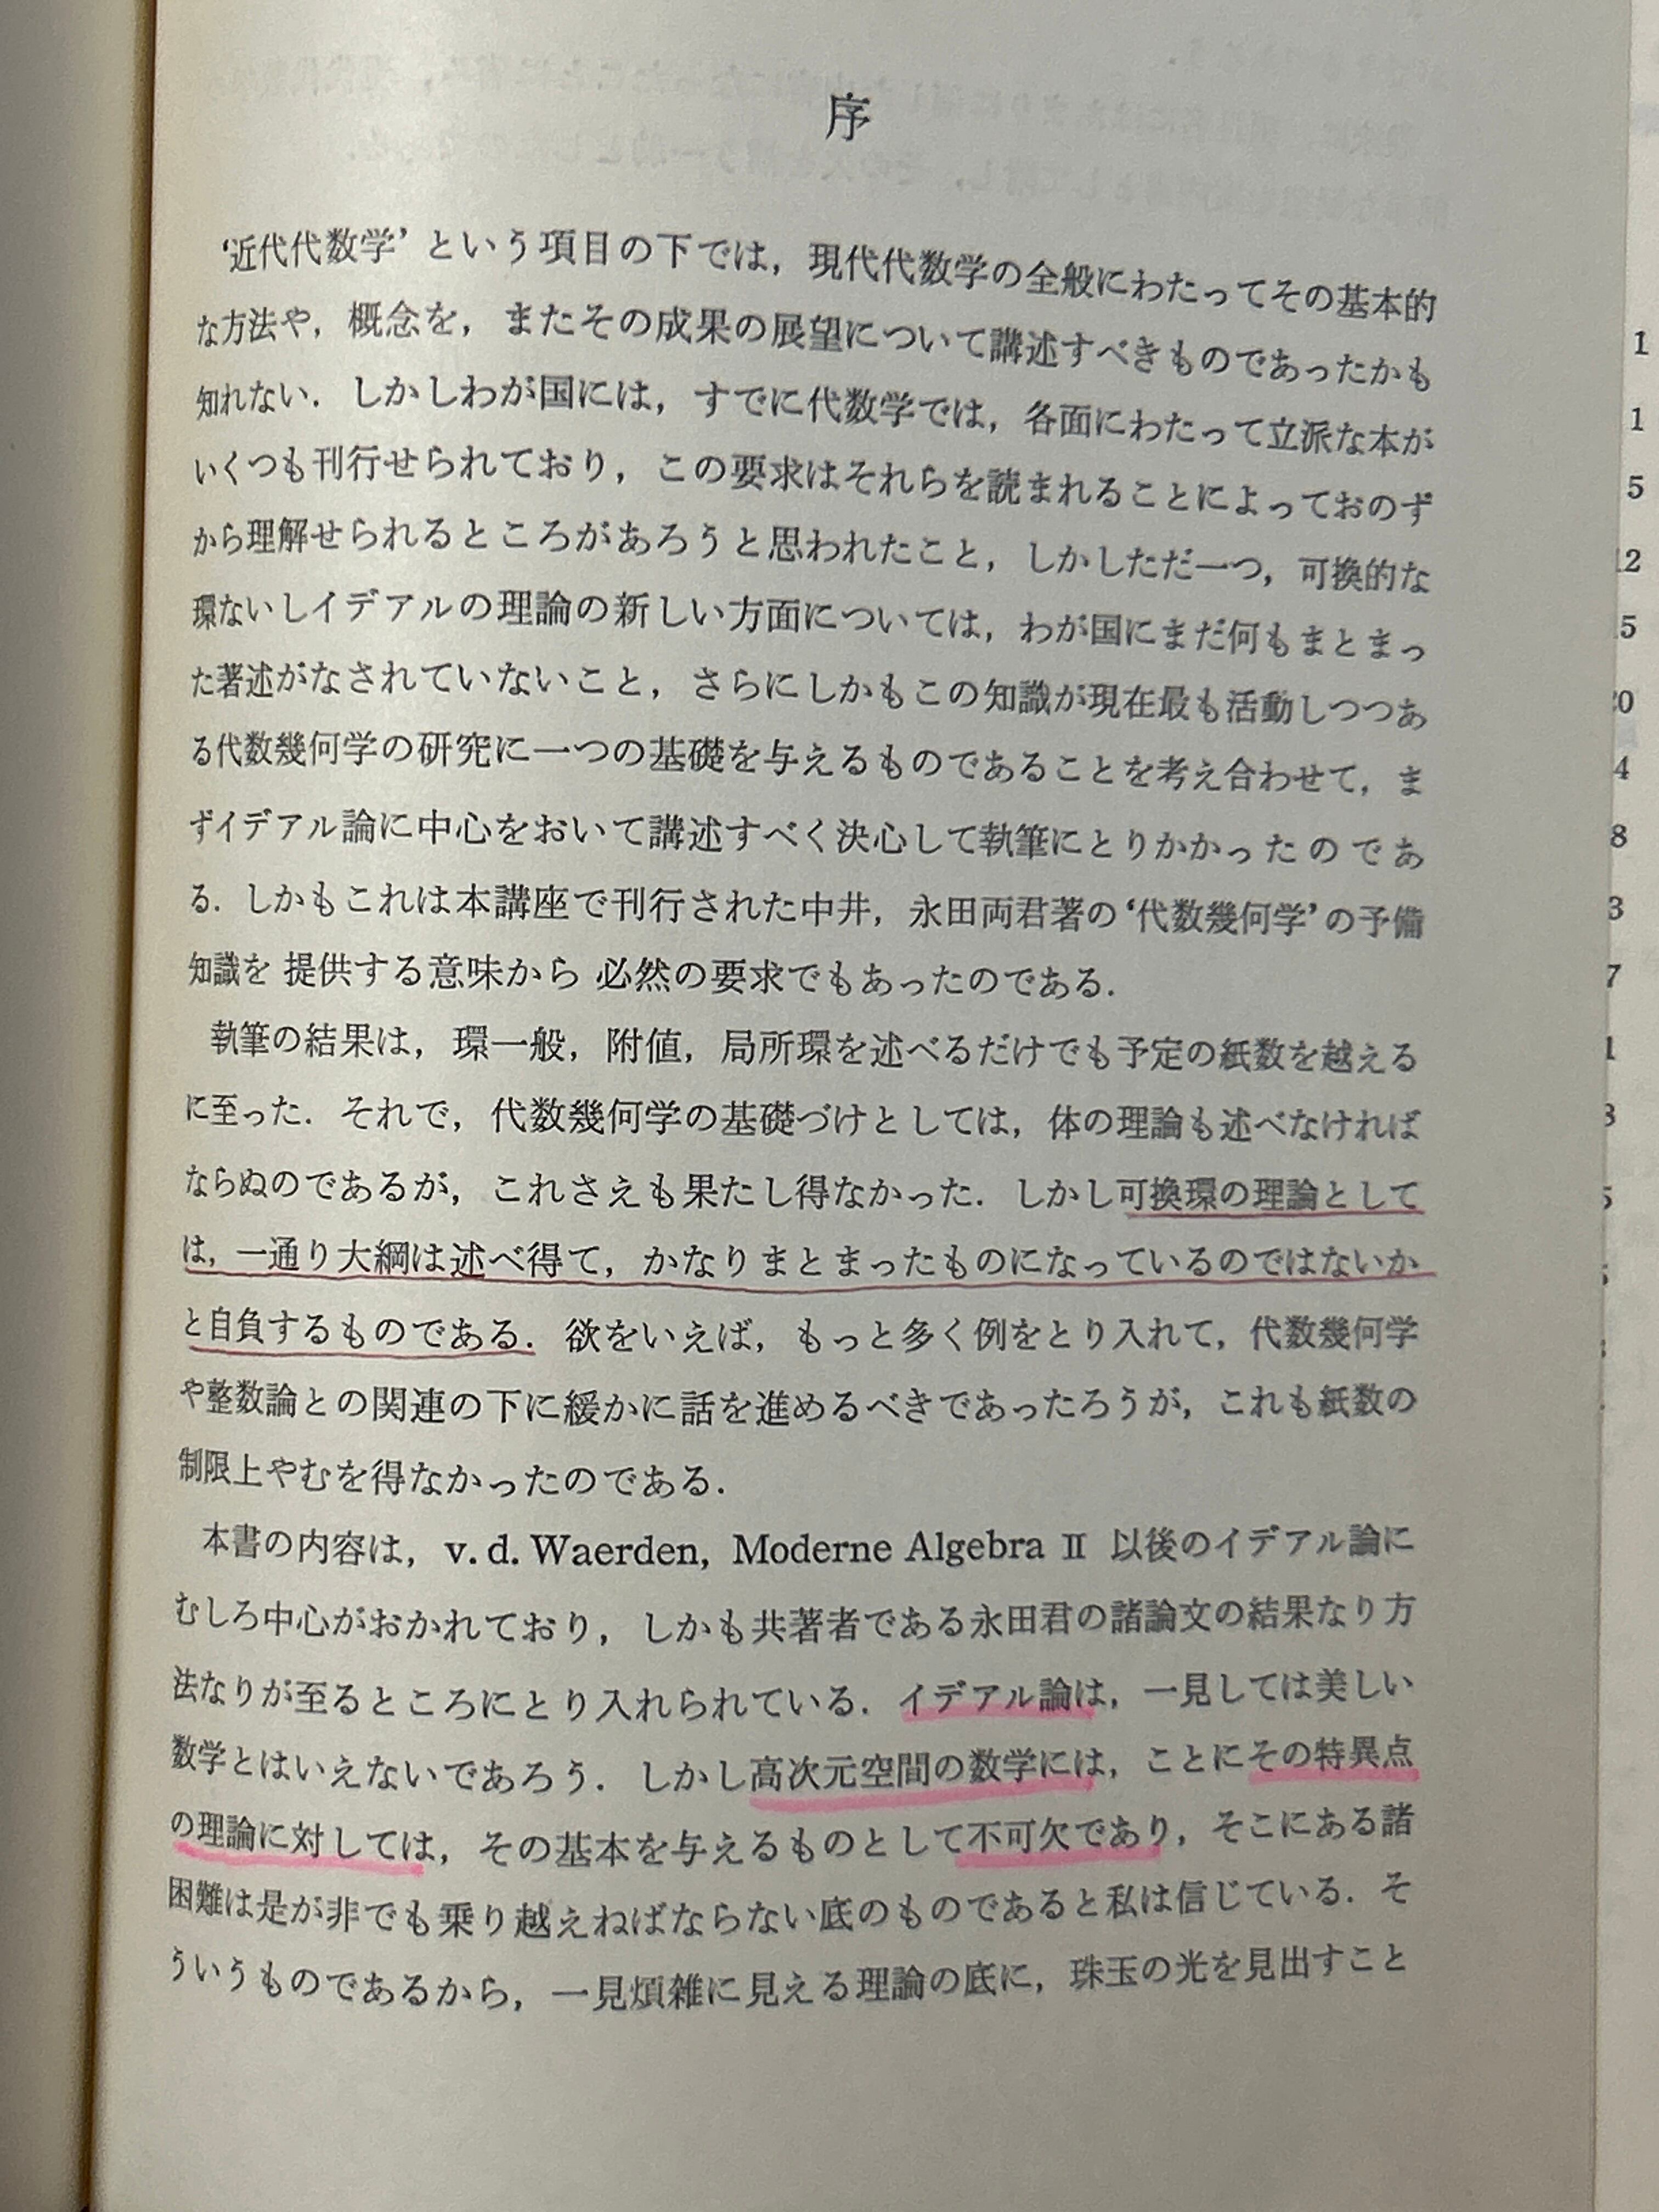 序
‘近代代数学’という項目の下では，現代代数学の全般にわたってその基本的
な方法や，概念を，またその成果の展望について講述すべきものであったかも
知れない．しかしわが国には，すでに代数学では，各面にわたって立派な本が
いくつも刊行せられており，この要求はそれらを読まれることによっておのず
から理解せられるところがあろうと思われたこと，しかしただ一つ，可換的な
環ないしイデアルの理論の新しい方面については，わが国にまだ何もまとまっ
た著述がなされていないこと，さらにしかもこの知識が現在最も活動しつつあ
る代数幾何学の研究に一つの基礎を与えるものであることを考え合わせて，ま
ずイデアル論に中心をおいて講述すべく決心して執筆にとりかかったのであ
る．しかもこれは本講座で刊行された中井，永田両君著の‘代数幾何学’の予備
知識を 提供する意味から 必然の要求でもあったのである．
執筆の結果は，環一般，附値，局所環を述べるだけでも予定の紙数を越える
に至った．それで，代数幾何学の基礎づけとしては，体の理論も述べなければ
ならぬのであるが，これさえも果たし得なかった．しかし可換環の理論として
は，一通り大綱は述べ得て，かなりまとまったものになっているのではないか
と自負するものである．欲をいえば，もっと多く例をとり入れて，代数幾何学
や整数論との関連の下に緩かに話を進めるべきであったろうが，これも紙数の
制限上やむを得なかったのである．
本書の内容は，v. d. Waerden, Moderne Algebra Ⅱ 以後のイデアル論に
むしろ中心がおかれており，しかも共著者である永田君の諸論文の結果なり方
法なりが至るところにとり入れられている．イデアル論は，一見しては美しい
数学とはいえないであろう．しかし高次元空間の数学には，ことにその特異点
の理論に対しては，その基本を与えるものとして不可欠であり，そこにある諸
困難は是が非でも乗り越えねばならない底のものであると私は信じている．そ
ういうものであるから，一見煩雑に見える理論の底に，珠玉の光を見出すこと
1
1
5
12
15
20
4
8
3
7
1
3
5